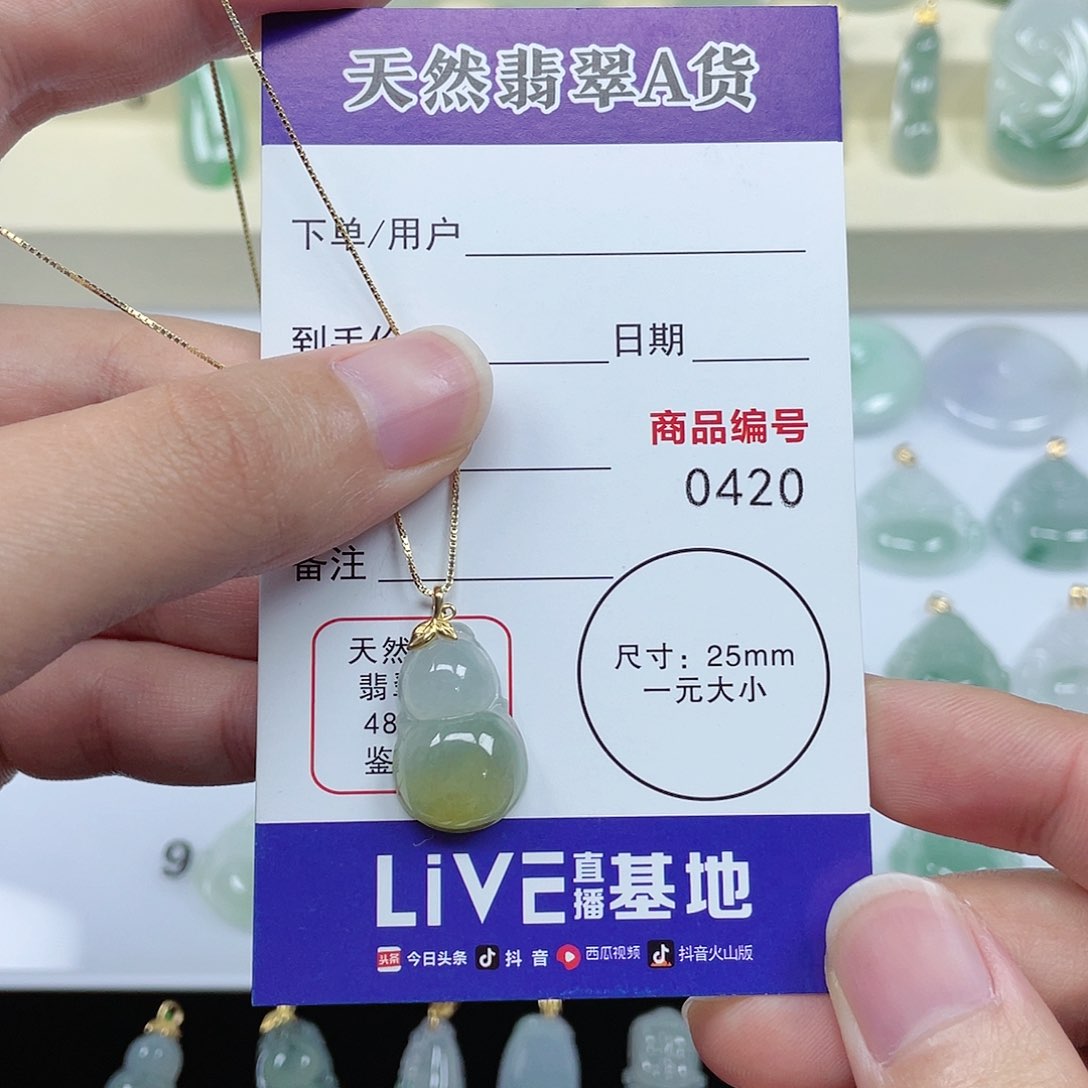 天然翡翠A货
下单/用户
到手 日期
商品编号
0420
备注
天然
翡
48
鉴
尺寸：25mm
一元大小
LiVE直播基地
头条 今日头条 抖音 西瓜视频 抖音火山版
9